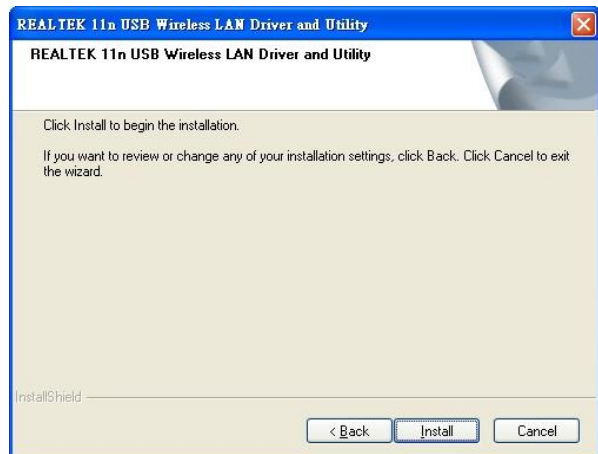 REALTEK 11n USB Wireless LAN Driver and Utility
REALTEK 11n USB Wireless LAN Driver and Utility
Click Install to begin the installation.
If you want to review or change any of your installation settings, click Back. Click Cancel to exit
the wizard.
InstallShield
< Back
Install
Cancel